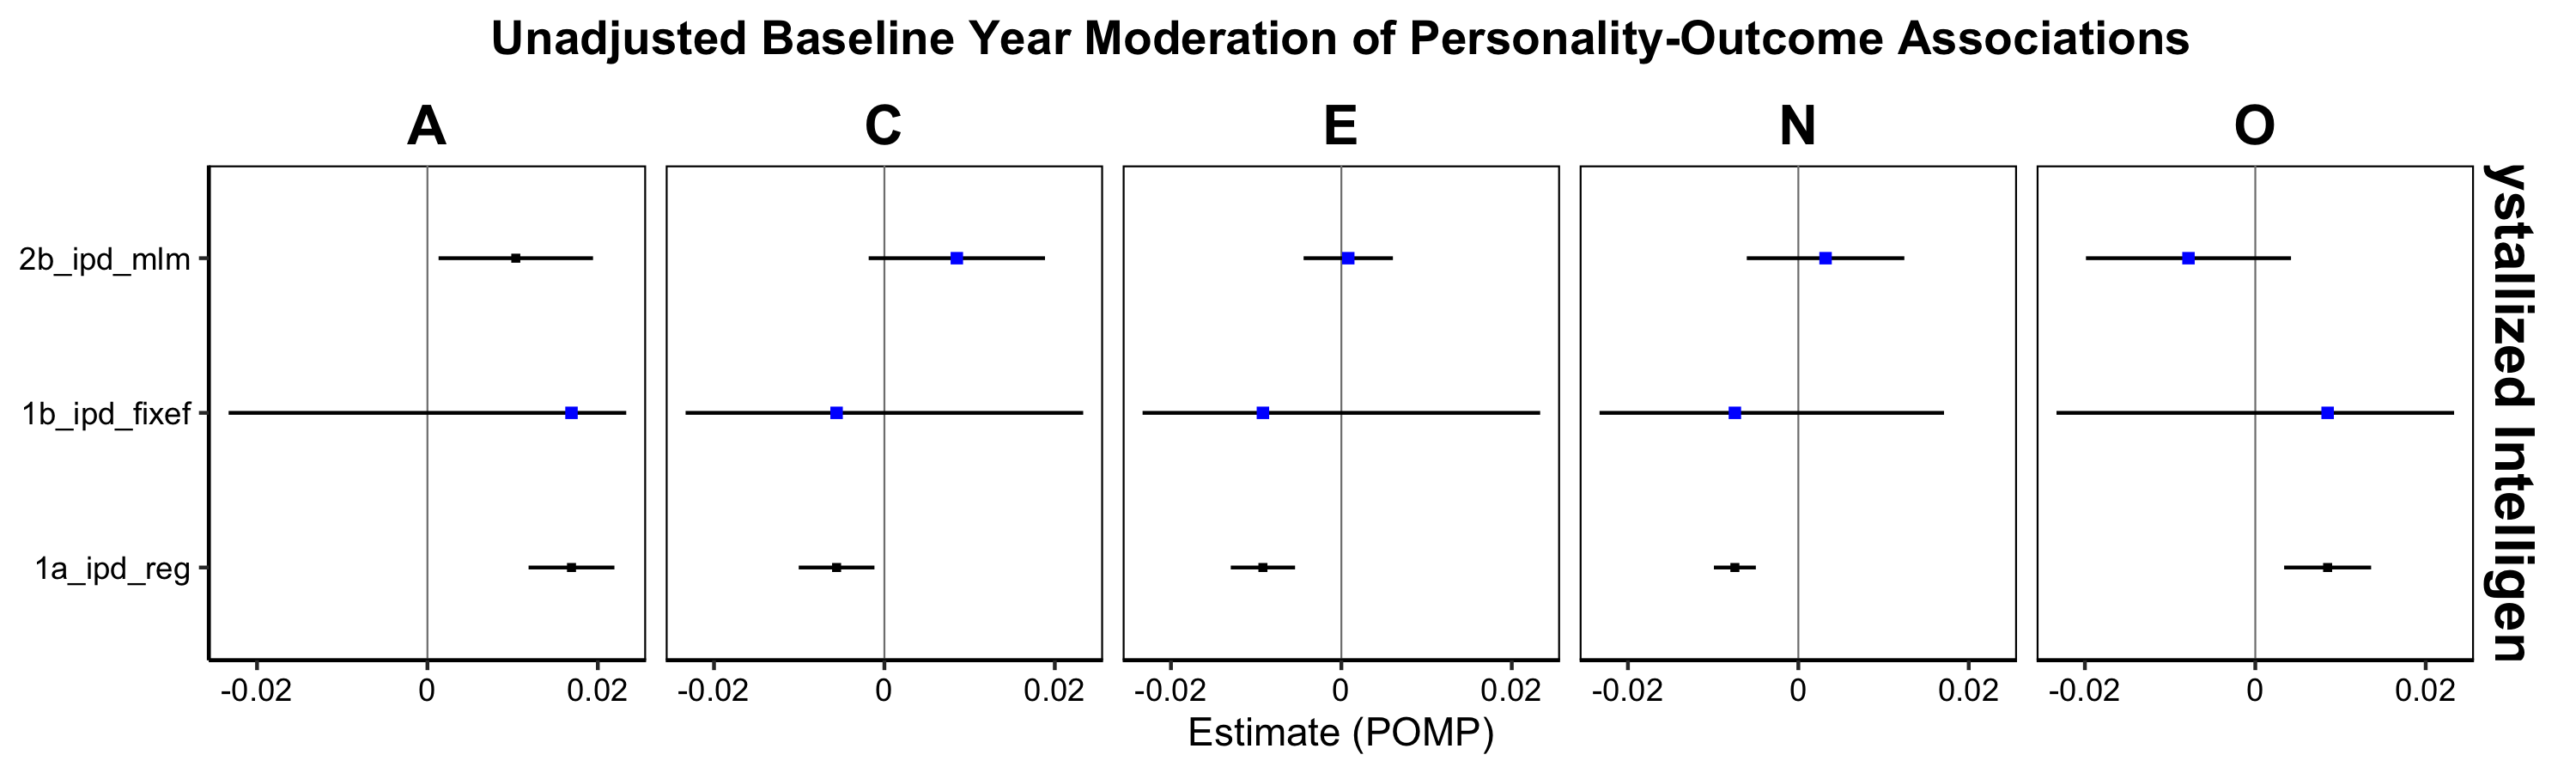 Unadjusted Baseline Year Moderation of Personality-Outcome Associations
A C E N O
2b_ipd_mlm
1b_ipd_fixef
1a_ipd_reg
ystallized Intelligen
-0.02 0 0.02 -0.02 0 0.02 -0.02 0 0.02 -0.02 0 0.02 -0.02 0 0.02
Estimate (POMP)